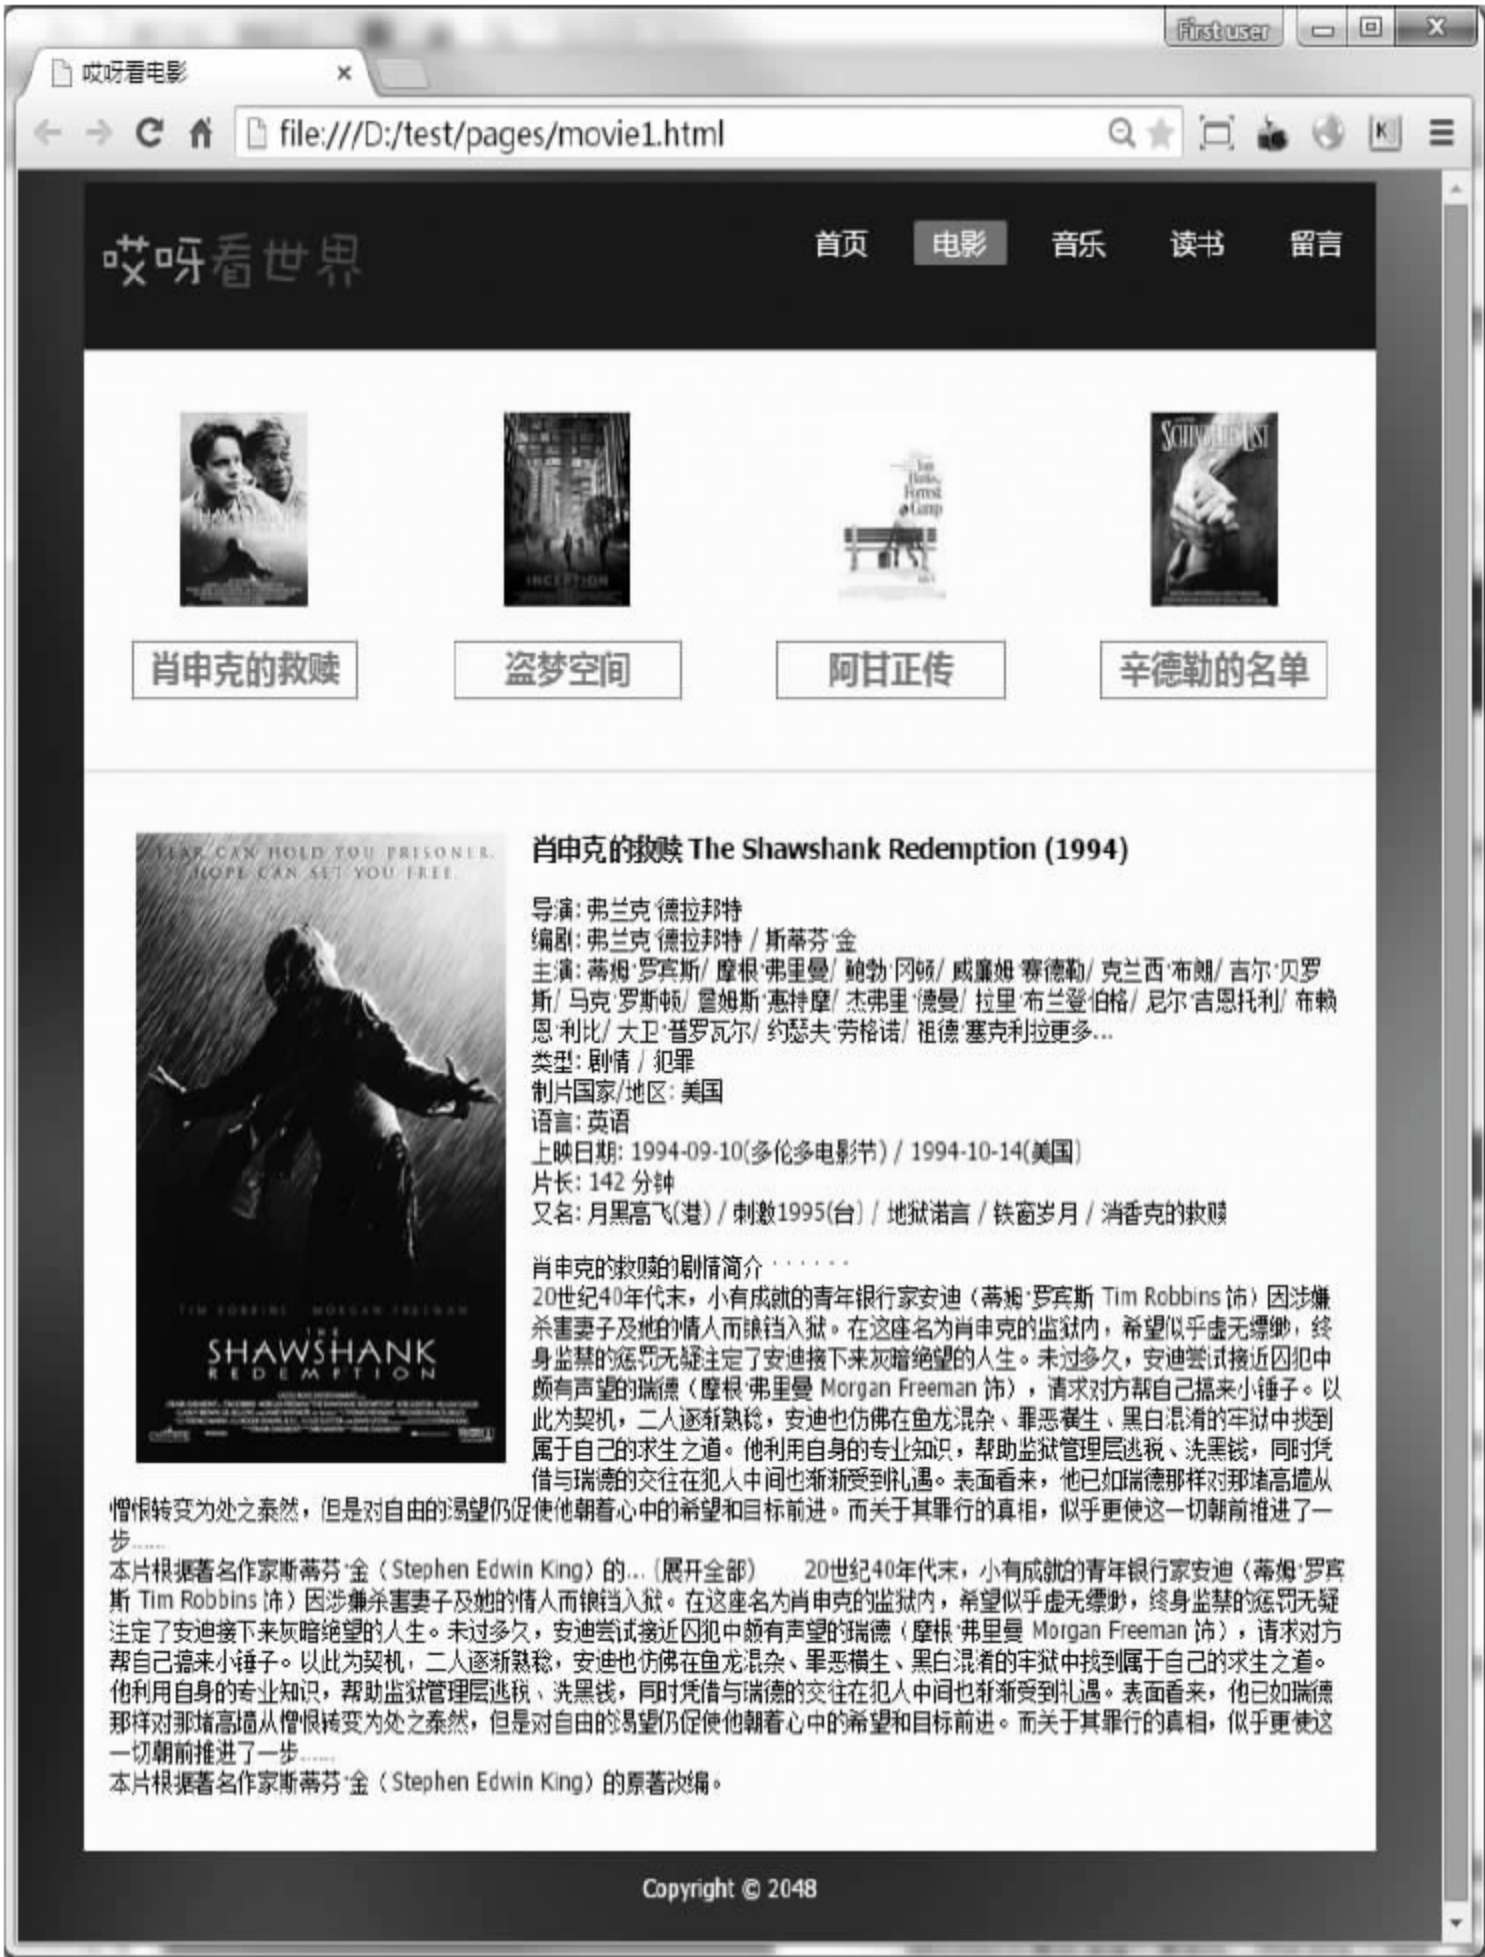 First user
哎呀看电影
file:///D:/test/pages/movie1.html
哎呀看世界
首页 电影 音乐 读书 留言
SCHINDLER'S LIST
Tom
Hanks
Forrest
Gump
INCEPTION
肖申克的救赎 盗梦空间 阿甘正传 辛德勒的名单
FEAR CAN HOLD YOU PRISONER.
HOPE CAN SET YOU FREE.
TIM ROBBINS MORGAN FREEMAN
THE
SHAWSHANK
REDEMPTION
肖申克的救赎 The Shawshank Redemption (1994)
导演: 弗兰克·德拉邦特
编剧: 弗兰克·德拉邦特 / 斯蒂芬·金
主演: 蒂姆·罗宾斯/ 摩根·弗里曼/ 鲍勃·冈顿/ 威廉姆·赛德勒/ 克兰西·布朗/ 吉尔·贝罗
斯/ 马克·罗斯顿/ 詹姆斯·惠特摩/ 杰弗里·德曼/ 拉里·布兰登伯格/ 尼尔·吉恩托利/ 布赖
恩·利比/ 大卫·普罗瓦尔/ 约瑟夫·劳格诺/ 祖德·塞克利拉更多...
类型: 剧情 / 犯罪
制片国家/地区: 美国
语言: 英语
上映日期: 1994-09-10(多伦多电影节) / 1994-10-14(美国)
片长: 142 分钟
又名: 月黑高飞(港) / 刺激1995(台) / 地狱诺言 / 铁窗岁月 / 消香克的救赎
肖申克的救赎的剧情简介 · · · · · ·
20世纪40年代末，小有成就的青年银行家安迪（蒂姆·罗宾斯 Tim Robbins 饰）因涉嫌
杀害妻子及她的情人而锒铛入狱。在这座名为肖申克的监狱内，希望似乎虚无缥缈，终
身监禁的惩罚无疑注定了安迪接下来灰暗绝望的人生。未过多久，安迪尝试接近囚犯中
颇有声望的瑞德（摩根·弗里曼 Morgan Freeman 饰），请求对方帮自己搞来小锤子。以
此为契机，二人逐渐熟稔，安迪也仿佛在鱼龙混杂、罪恶横生、黑白混淆的牢狱中找到
属于自己的求生之道。他利用自身的专业知识，帮助监狱管理层逃税、洗黑钱，同时凭
借与瑞德的交往在犯人中间也渐渐受到礼遇。表面看来，他已如瑞德那样对那堵高墙从
憎恨转变为处之泰然，但是对自由的渴望仍促使他朝着心中的希望和目标前进。而关于其罪行的真相，似乎更使这一切朝前推进了一
步……
本片根据著名作家斯蒂芬·金（Stephen Edwin King）的... (展开全部) 20世纪40年代末，小有成就的青年银行家安迪（蒂姆·罗宾
斯 Tim Robbins 饰）因涉嫌杀害妻子及她的情人而锒铛入狱。在这座名为肖申克的监狱内，希望似乎虚无缥缈，终身监禁的惩罚无疑
注定了安迪接下来灰暗绝望的人生。未过多久，安迪尝试接近囚犯中颇有声望的瑞德（摩根·弗里曼 Morgan Freeman 饰），请求对方
帮自己搞来小锤子。以此为契机，二人逐渐熟稔，安迪也仿佛在鱼龙混杂、罪恶横生、黑白混淆的牢狱中找到属于自己的求生之道。
他利用自身的专业知识，帮助监狱管理层逃税、洗黑钱，同时凭借与瑞德的交往在犯人中间也渐渐受到礼遇。表面看来，他已如瑞德
那样对那堵高墙从憎恨转变为处之泰然，但是对自由的渴望仍促使他朝着心中的希望和目标前进。而关于其罪行的真相，似乎更使这
一切朝前推进了一步……
本片根据著名作家斯蒂芬·金（Stephen Edwin King）的原著改编。
Copyright © 2048